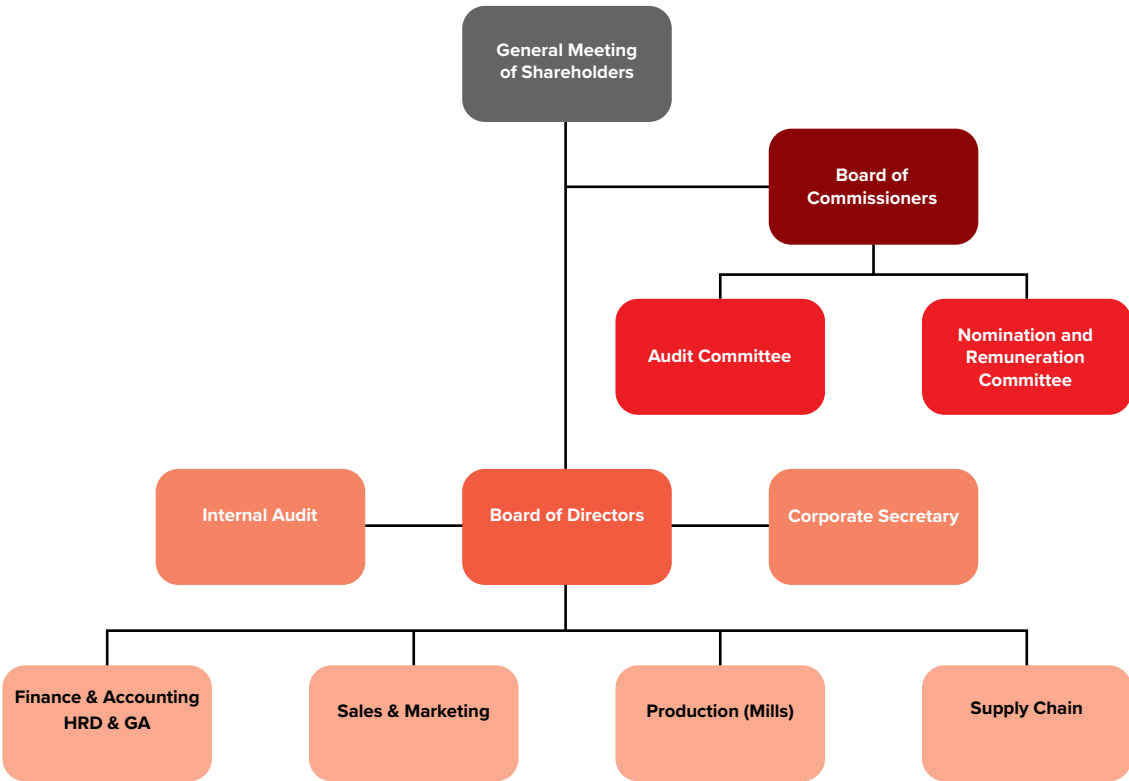 General Meeting
of Shareholders
Board of
Commissioners
Audit Committee
Nomination and
Remuneration
Committee
Internal Audit
Board of Directors
Corporate Secretary
Finance & Accounting
HRD & GA
Sales & Marketing
Production (Mills)
Supply Chain